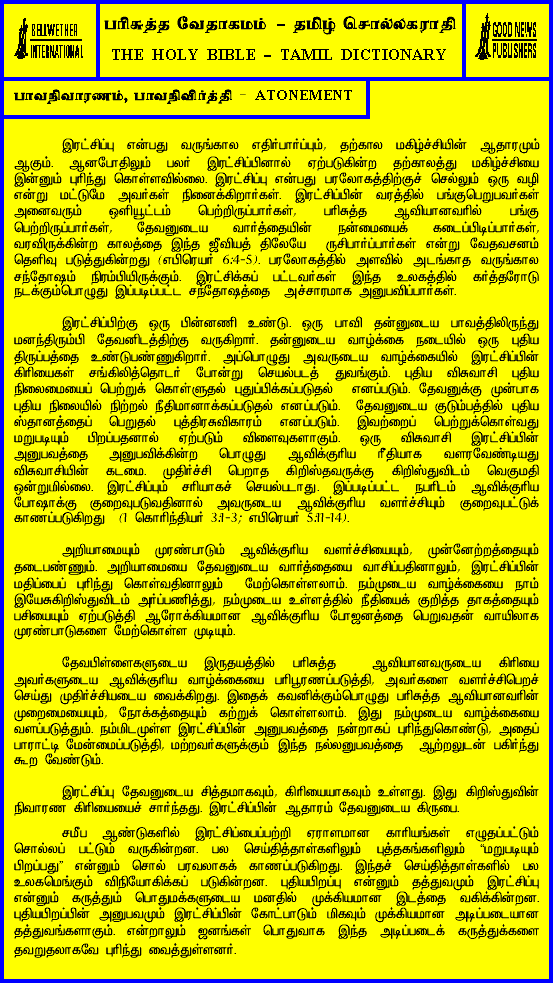 BELLWETHER
INTERNATIONAL
பரிசுத்த வேதாகமம் – தமிழ் சொல்லகராதி
THE HOLY BIBLE – TAMIL DICTIONARY
GOOD NEWS
PUBLISHERS
பாவநிவாரணம், பாவநிவிர்த்தி - ATONEMENT
இரட்சிப்பு என்பது வருங்கால எதிர்பார்ப்பும், தற்கால மகிழ்ச்சியின் ஆதாரமும்
ஆகும். ஆனபோதிலும் பலர் இரட்சிப்பினால் ஏற்படுகின்ற தற்காலத்து மகிழ்ச்சியை
இன்னும் புரிந்து கொள்ளவில்லை. இரட்சிப்பு என்பது பரலோகத்திற்குச் செல்லும் ஒரு வழி
என்று மட்டுமே அவர்கள் நினைக்கிறார்கள். இரட்சிப்பின் வரத்தில் பங்குபெறுபவர்கள்
அனைவரும் ஒளியூட்டம் பெற்றிருப்பார்கள், பரிசுத்த ஆவியானவரில் பங்கு
பெற்றிருப்பார்கள், தேவனுடைய வார்த்தையின் நன்மையைக் கடைப்பிடிப்பார்கள்,
வரவிருக்கின்ற காலத்தை இந்த ஜீவியத் திலேயே ருசிபார்ப்பார்கள் என்று வேதவசனம்
தெளிவு படுத்துகின்றது (எபிரெயர் 6:4-5). பரலோகத்தில் அளவில் அடங்காத வருங்கால
சந்தோஷம் நிரம்பியிருக்கும். இரட்சிக்கப் பட்டவர்கள் இந்த உலகத்தில் கர்த்தரோடு
நடக்கும்பொழுது இப்படிப்பட்ட சந்தோஷத்தை அச்சாரமாக அனுபவிப்பார்கள்.
இரட்சிப்பிற்கு ஒரு பின்னணி உண்டு. ஒரு பாவி தன்னுடைய பாவத்திலிருந்து
மனந்திரும்பி தேவனிடத்திற்கு வருகிறார். தன்னுடைய வாழ்க்கை நடையில் ஒரு புதிய
திருப்பத்தை உண்டுபண்ணுகிறார். அப்பொழுது அவருடைய வாழ்க்கையில் இரட்சிப்பின்
கிரியைகள் சங்கிலித்தொடர் போன்று செயல்படத் துவங்கும். புதிய விசுவாசி புதிய
நிலைமையைப் பெற்றுக் கொள்ளுதல் புதுப்பிக்கப்படுதல் எனப்படும். தேவனுக்கு முன்பாக
புதிய நிலையில் நிற்றல் நீதிமானாக்கப்படுதல் எனப்படும். தேவனுடைய குடும்பத்தில் புதிய
ஸ்தானத்தைப் பெறுதல் புத்திரசுவிகாரம் எனப்படும். இவற்றைப் பெற்றுக்கொள்வது
மறுபடியும் பிறப்பதனால் ஏற்படும் விளைவுகளாகும். ஒரு விசுவாசி இரட்சிப்பின்
அனுபவத்தை அனுபவிக்கின்ற பொழுது ஆவிக்குரிய ரீதியாக வளரவேண்டியது
விசுவாசியின் கடமை. முதிர்ச்சி பெறாத கிறிஸ்தவருக்கு கிறிஸ்துவிடம் வெகுமதி
ஒன்றுமில்லை. இரட்சிப்பும் சரியாகச் செயல்படாது. இப்படிப்பட்ட நபரிடம் ஆவிக்குரிய
போஷாக்கு குறைவுபடுவதினால் அவருடைய ஆவிக்குரிய வளர்ச்சியும் குறைவுபட்டுக்
காணப்படுகிறது (1 கொரிந்தியர் 3:1-3; எபிரெயர் 5:11-14).
அறியாமையும் முரண்பாடும் ஆவிக்குரிய வளர்ச்சியையும், முன்னேற்றத்தையும்
தடைபண்ணும். அறியாமையை தேவனுடைய வார்த்தையை வாசிப்பதினாலும், இரட்சிப்பின்
மதிப்பைப் புரிந்து கொள்வதினாலும் மேற்கொள்ளலாம். நம்முடைய வாழ்க்கையை நாம்
இயேசுகிறிஸ்துவிடம் அர்ப்பணித்து, நம்முடைய உள்ளத்தில் நீதியைக் குறித்த தாகத்தையும்
பசியையும் ஏற்படுத்தி ஆரோக்கியமான ஆவிக்குரிய போஜனத்தை பெறுவதன் வாயிலாக
முரண்பாடுகளை மேற்கொள்ள முடியும்.
தேவபிள்ளைகளுடைய இருதயத்தில் பரிசுத்த ஆவியானவருடைய கிரியை
அவர்களுடைய ஆவிக்குரிய வாழ்க்கையை பரிபூரணப்படுத்தி, அவர்களை வளர்ச்சிபெறச்
செய்து முதிர்ச்சியடைய வைக்கிறது. இதைக் கவனிக்கும்பொழுது பரிசுத்த ஆவியானவரின்
முறைமையையும், நோக்கத்தையும் கற்றுக் கொள்ளலாம். இது நம்முடைய வாழ்க்கையை
வளப்படுத்தும். நம்மிடமுள்ள இரட்சிப்பின் அனுபவத்தை நன்றாகப் புரிந்துகொண்டு, அதைப்
பாராட்டி மேன்மைப்படுத்தி, மற்றவர்களுக்கும் இந்த நல்லனுபவத்தை ஆற்றலுடன் பகிர்ந்து
கூற வேண்டும்.
இரட்சிப்பு தேவனுடைய சித்தமாகவும், கிரியையாகவும் உள்ளது. இது கிறிஸ்துவின்
நிவாரண கிரியையைச் சார்ந்தது. இரட்சிப்பின் ஆதாரம் தேவனுடைய கிருபை.
சமீப ஆண்டுகளில் இரட்சிப்பைப்பற்றி ஏராளமான காரியங்கள் எழுதப்பட்டும்
சொல்லப் பட்டும் வருகின்றன. பல செய்தித்தாள்களிலும் புத்தகங்களிலும் “மறுபடியும்
பிறப்பது” என்னும் சொல் பரவலாகக் காணப்படுகிறது. இந்தச் செய்தித்தாள்களில் பல
உலகமெங்கும் விநியோகிக்கப் படுகின்றன. புதியபிறப்பு என்னும் தத்துவமும் இரட்சிப்பு
என்னும் கருத்தும் பொதுமக்களுடைய மனதில் முக்கியமான இடத்தை வகிக்கின்றன.
புதியபிறப்பின் அனுபவமும் இரட்சிப்பின் கோட்பாடும் மிகவும் முக்கியமான அடிப்படையான
தத்துவங்களாகும். என்றாலும் ஜனங்கள் பொதுவாக இந்த அடிப்படைக் கருத்துக்களை
தவறுதலாகவே புரிந்து வைத்துள்ளனர்.